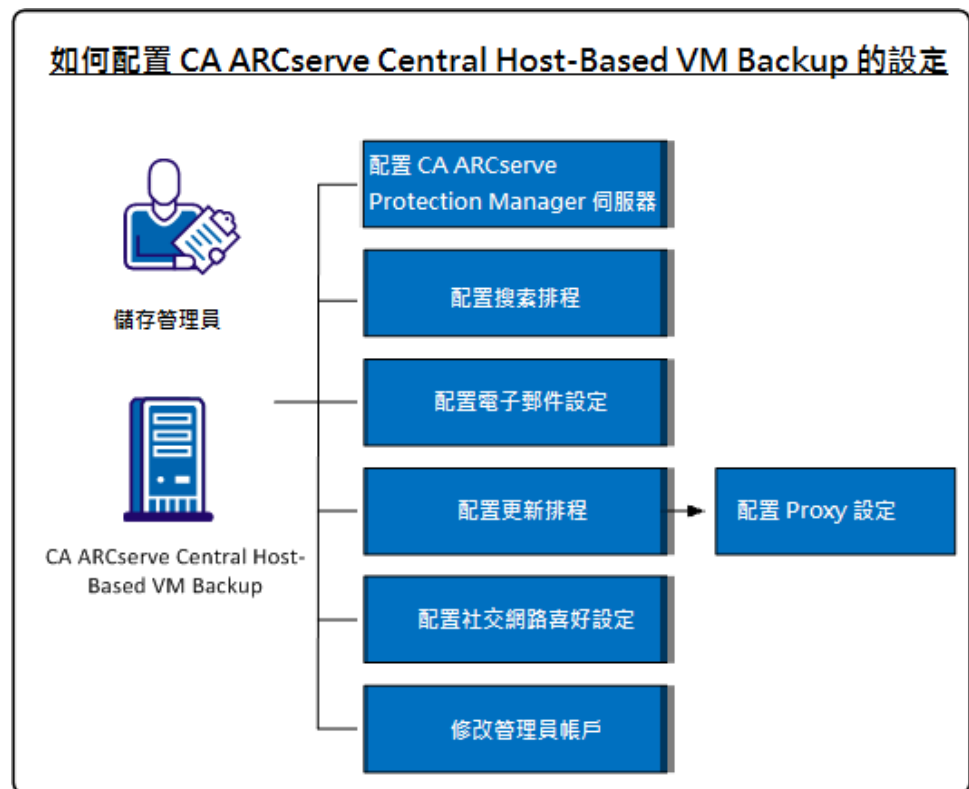 如何配置 CA ARCserve Central Host-Based VM Backup 的設定
儲存管理員
CA ARCserve Central Host-
Based VM Backup
配置 CA ARCserve
Protection Manager 伺服器
配置搜索排程
配置電子郵件設定
配置更新排程
配置 Proxy 設定
配置社交網路喜好設定
修改管理員帳戶